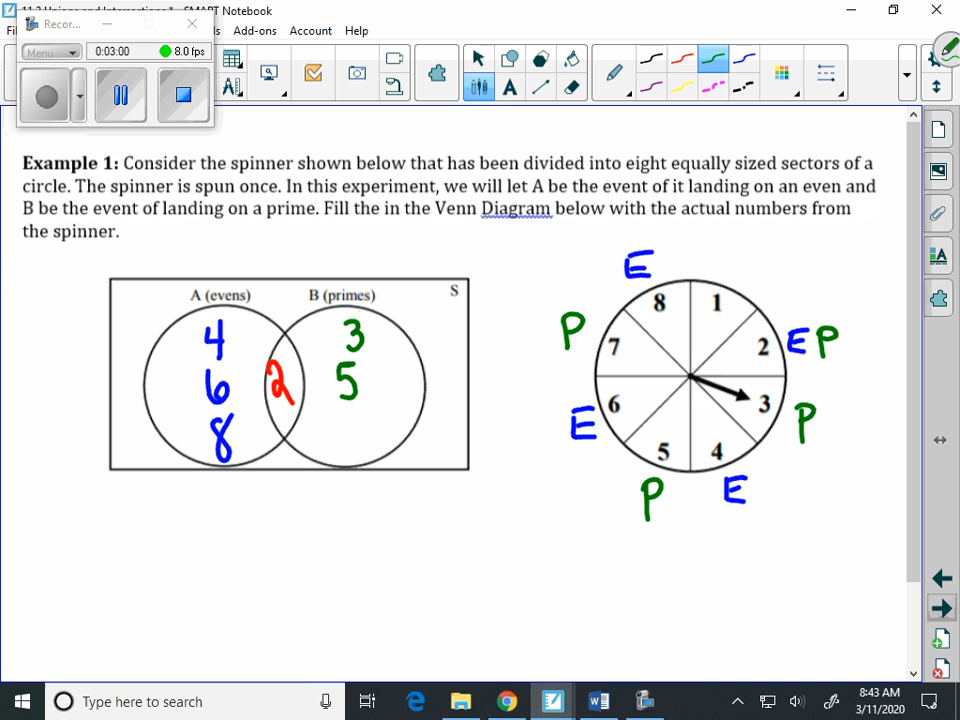 Recor...
Menu
0:03:00
8.0 fps
SMART Notebook
Add-ons Account Help
Example 1: Consider the spinner shown below that has been divided into eight equally sized sectors of a
circle. The spinner is spun once. In this experiment, we will let A be the event of it landing on an even and
B be the event of landing on a prime. Fill the in the Venn Diagram below with the actual numbers from
the spinner.
A (evens) B (primes) S
4 3
6 2 5
8
E
8 1
P 7 2 E P
6 3
E P
5 4
P E
Type here to search
8:43 AM
3/11/2020